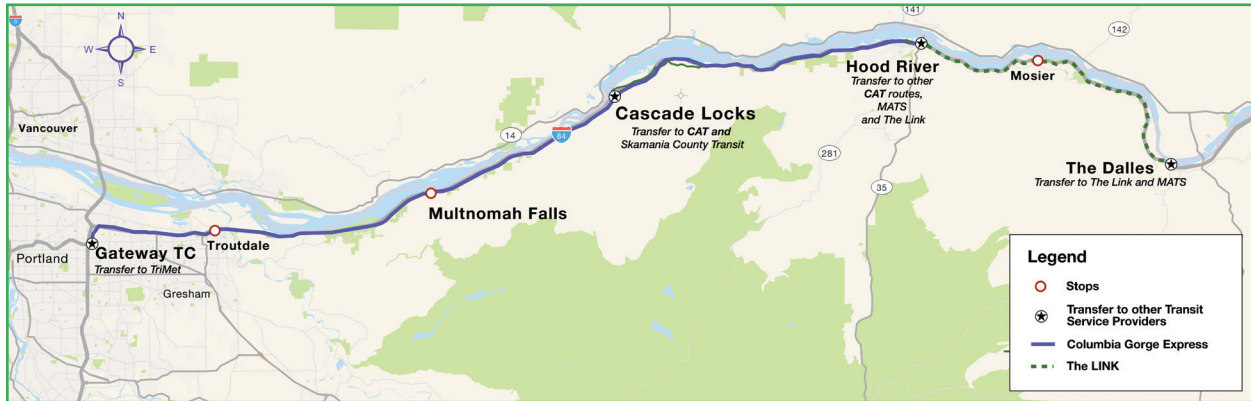 5
N
W
E
S
Vancouver
Portland
Gateway TC
Transfer to TriMet
Troutdale
Gresham
Multnomah Falls
14
84
Cascade Locks
Transfer to CAT and
Skamania County Transit
141
Hood River
Transfer to other
CAT routes,
MATS
and The Link
281
35
142
Mosier
The Dalles
Transfer to The Link and MATS
Legend
Stops
Transfer to other Transit
Service Providers
Columbia Gorge Express
The LINK